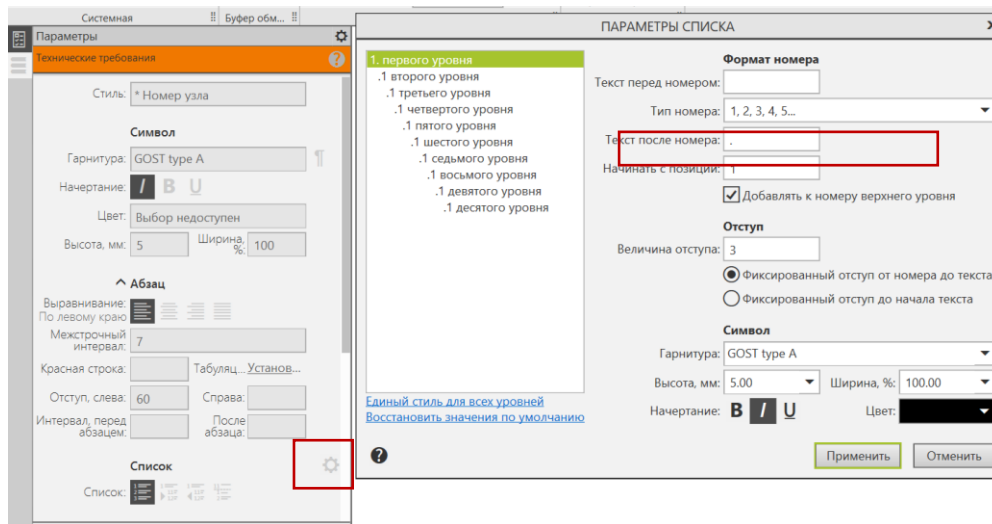 Системная
Буфер обм...
Параметры
Технические требования
?
Стиль: * Номер узла
Символ
Гарнитура: GOST type A
Начертание: I B U
Цвет: Выбор недоступен
Высота, мм: 5 Ширина, %: 100
Абзац
Выравнивание:
По левому краю
Межстрочный интервал: 7
Красная строка: Табуляц... Установ...
Отступ, слева: 60 Справа:
Интервал, перед абзацем: После абзаца:
Список
Список:
ПАРАМЕТРЫ СПИСКА
1. первого уровня
.1 второго уровня
.1 третьего уровня
.1 четвертого уровня
.1 пятого уровня
.1 шестого уровня
.1 седьмого уровня
.1 восьмого уровня
.1 девятого уровня
.1 десятого уровня
Единый стиль для всех уровней
Восстановить значения по умолчанию
Формат номера
Текст перед номером:
Тип номера: 1, 2, 3, 4, 5...
Текст после номера: .
Начинать с позиции: 1
Добавлять к номеру верхнего уровня
Отступ
Величина отступа: 3
Фиксированный отступ от номера до текста
Фиксированный отступ до начала текста
Символ
Гарнитура: GOST type A
Высота, мм: 5.00 Ширина, %: 100.00
Начертание: B I U Цвет:
?
Применить
Отменить